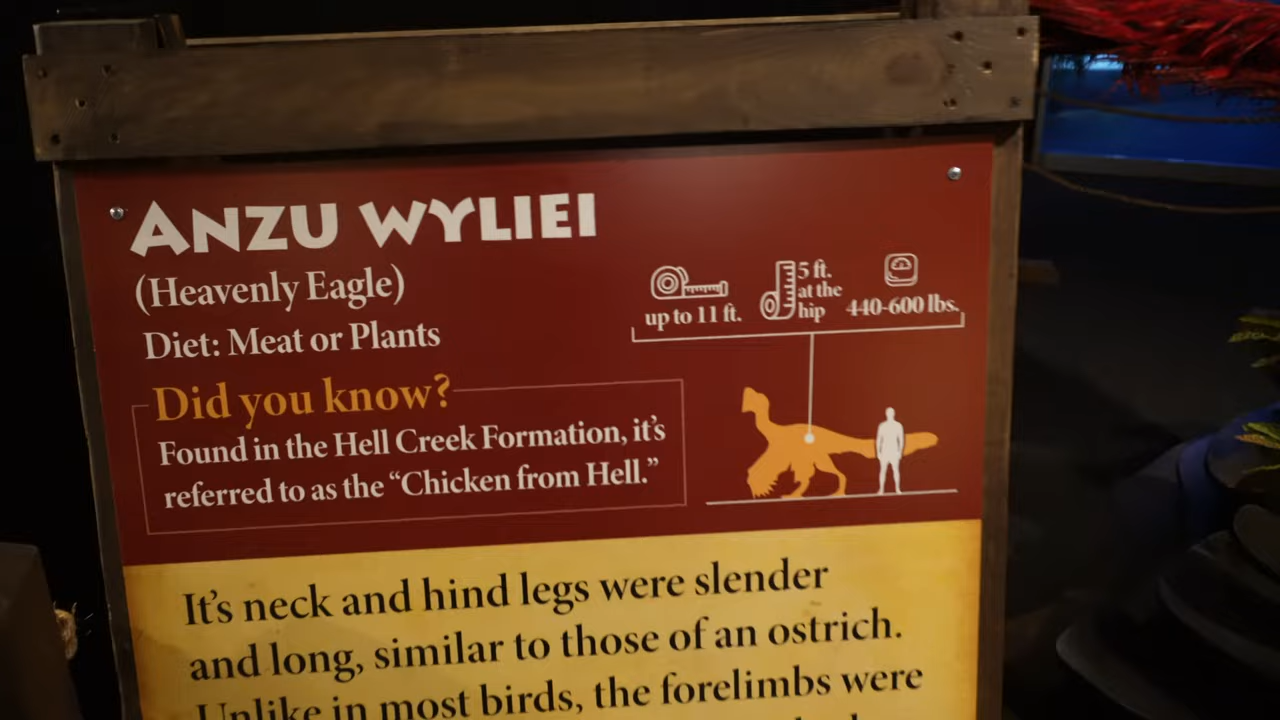 ANZU WYLIEI
(Heavenly Eagle)
Diet: Meat or Plants
up to 11 ft.
5 ft.
at the
hip
440-600 lbs.
Did you know?
Found in the Hell Creek Formation, it's
referred to as the “Chicken from Hell.”
It's neck and hind legs were slender
and long, similar to those of an ostrich.
Unlike in most birds, the forelimbs were